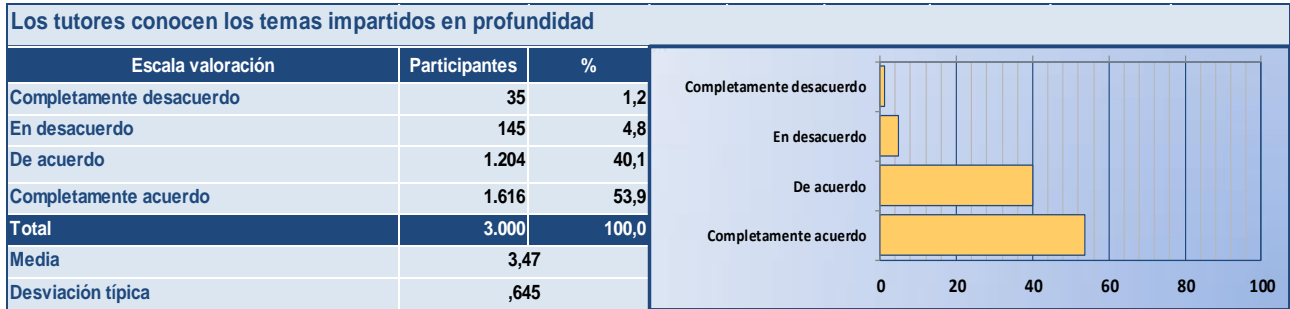 Los tutores conocen los temas impartidos en profundidad
Escala valoración Participantes %
Completamente desacuerdo 35 1,2
En desacuerdo 145 4,8
De acuerdo 1.204 40,1
Completamente acuerdo 1.616 53,9
Total 3.000 100,0
Media 3,47
Desviación típica ,645
Completamente desacuerdo
En desacuerdo
De acuerdo
Completamente acuerdo
0 20 40 60 80 100